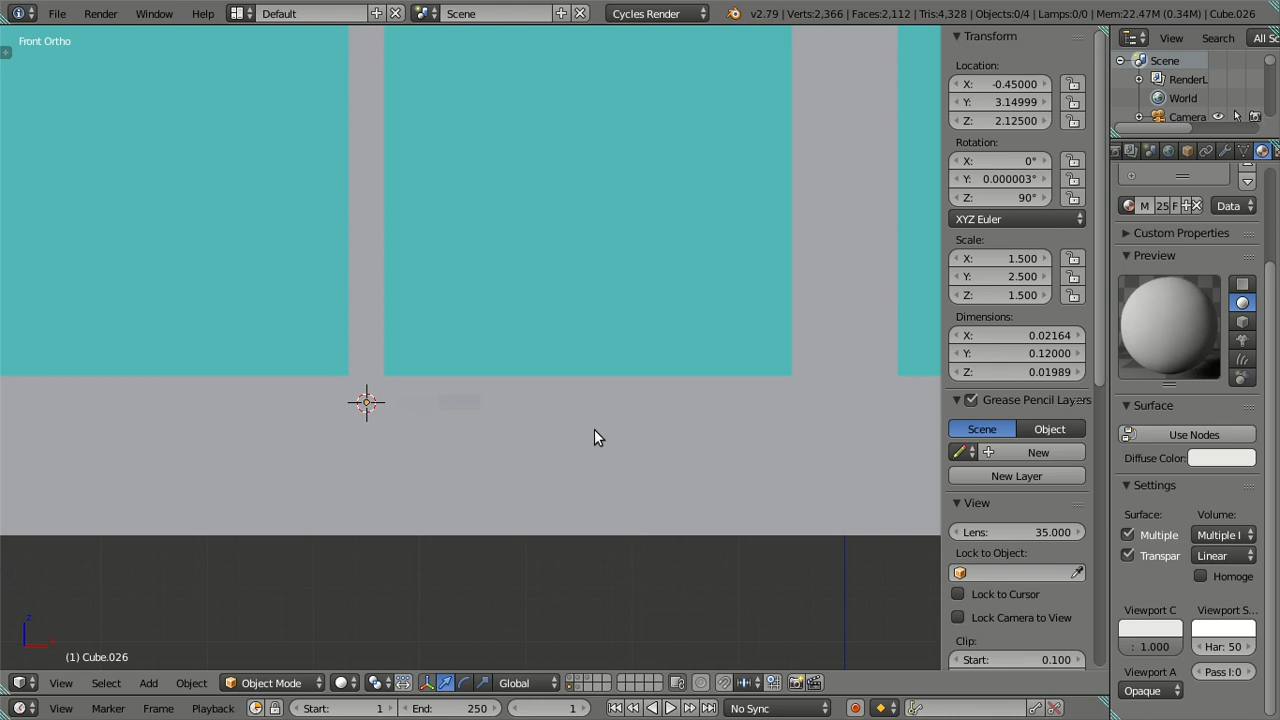 File Render Window Help Default Scene Cycles Render v2.79 | Verts:2,366 | Faces:2,112 | Tris:4,328 | Objects:0/4 | Lamps:0/0 | Mem:22.47M (0.34M) | Cube.026
Front Ortho
(1) Cube.026
Transform
Location:
X: -0.45000
Y: 3.14999
Z: 2.12500
Rotation:
X: 0°
Y: 0.000003°
Z: 90°
XYZ Euler
Scale:
X: 1.500
Y: 2.500
Z: 1.500
Dimensions:
X: 0.02164
Y: 0.12000
Z: 0.01989
Grease Pencil Layers
Scene Object
New
New Layer
View
Lens: 35.000
Lock to Object:
Lock to Cursor
Lock Camera to View
Clip:
Start: 0.100
View Search All Sc
Scene
RenderL
World
Camera
M 25 F Data
Custom Properties
Preview
Surface
Use Nodes
Diffuse Color:
Settings
Surface: Volume:
Multiple Multiple I
Transpar Linear
Homoge
Viewport C Viewport S...
: 1.000 Har: 50
Viewport A Pass I:0
Opaque
View Select Add Object Object Mode Global
View Marker Frame Playback Start: 1 End: 250 1 No Sync